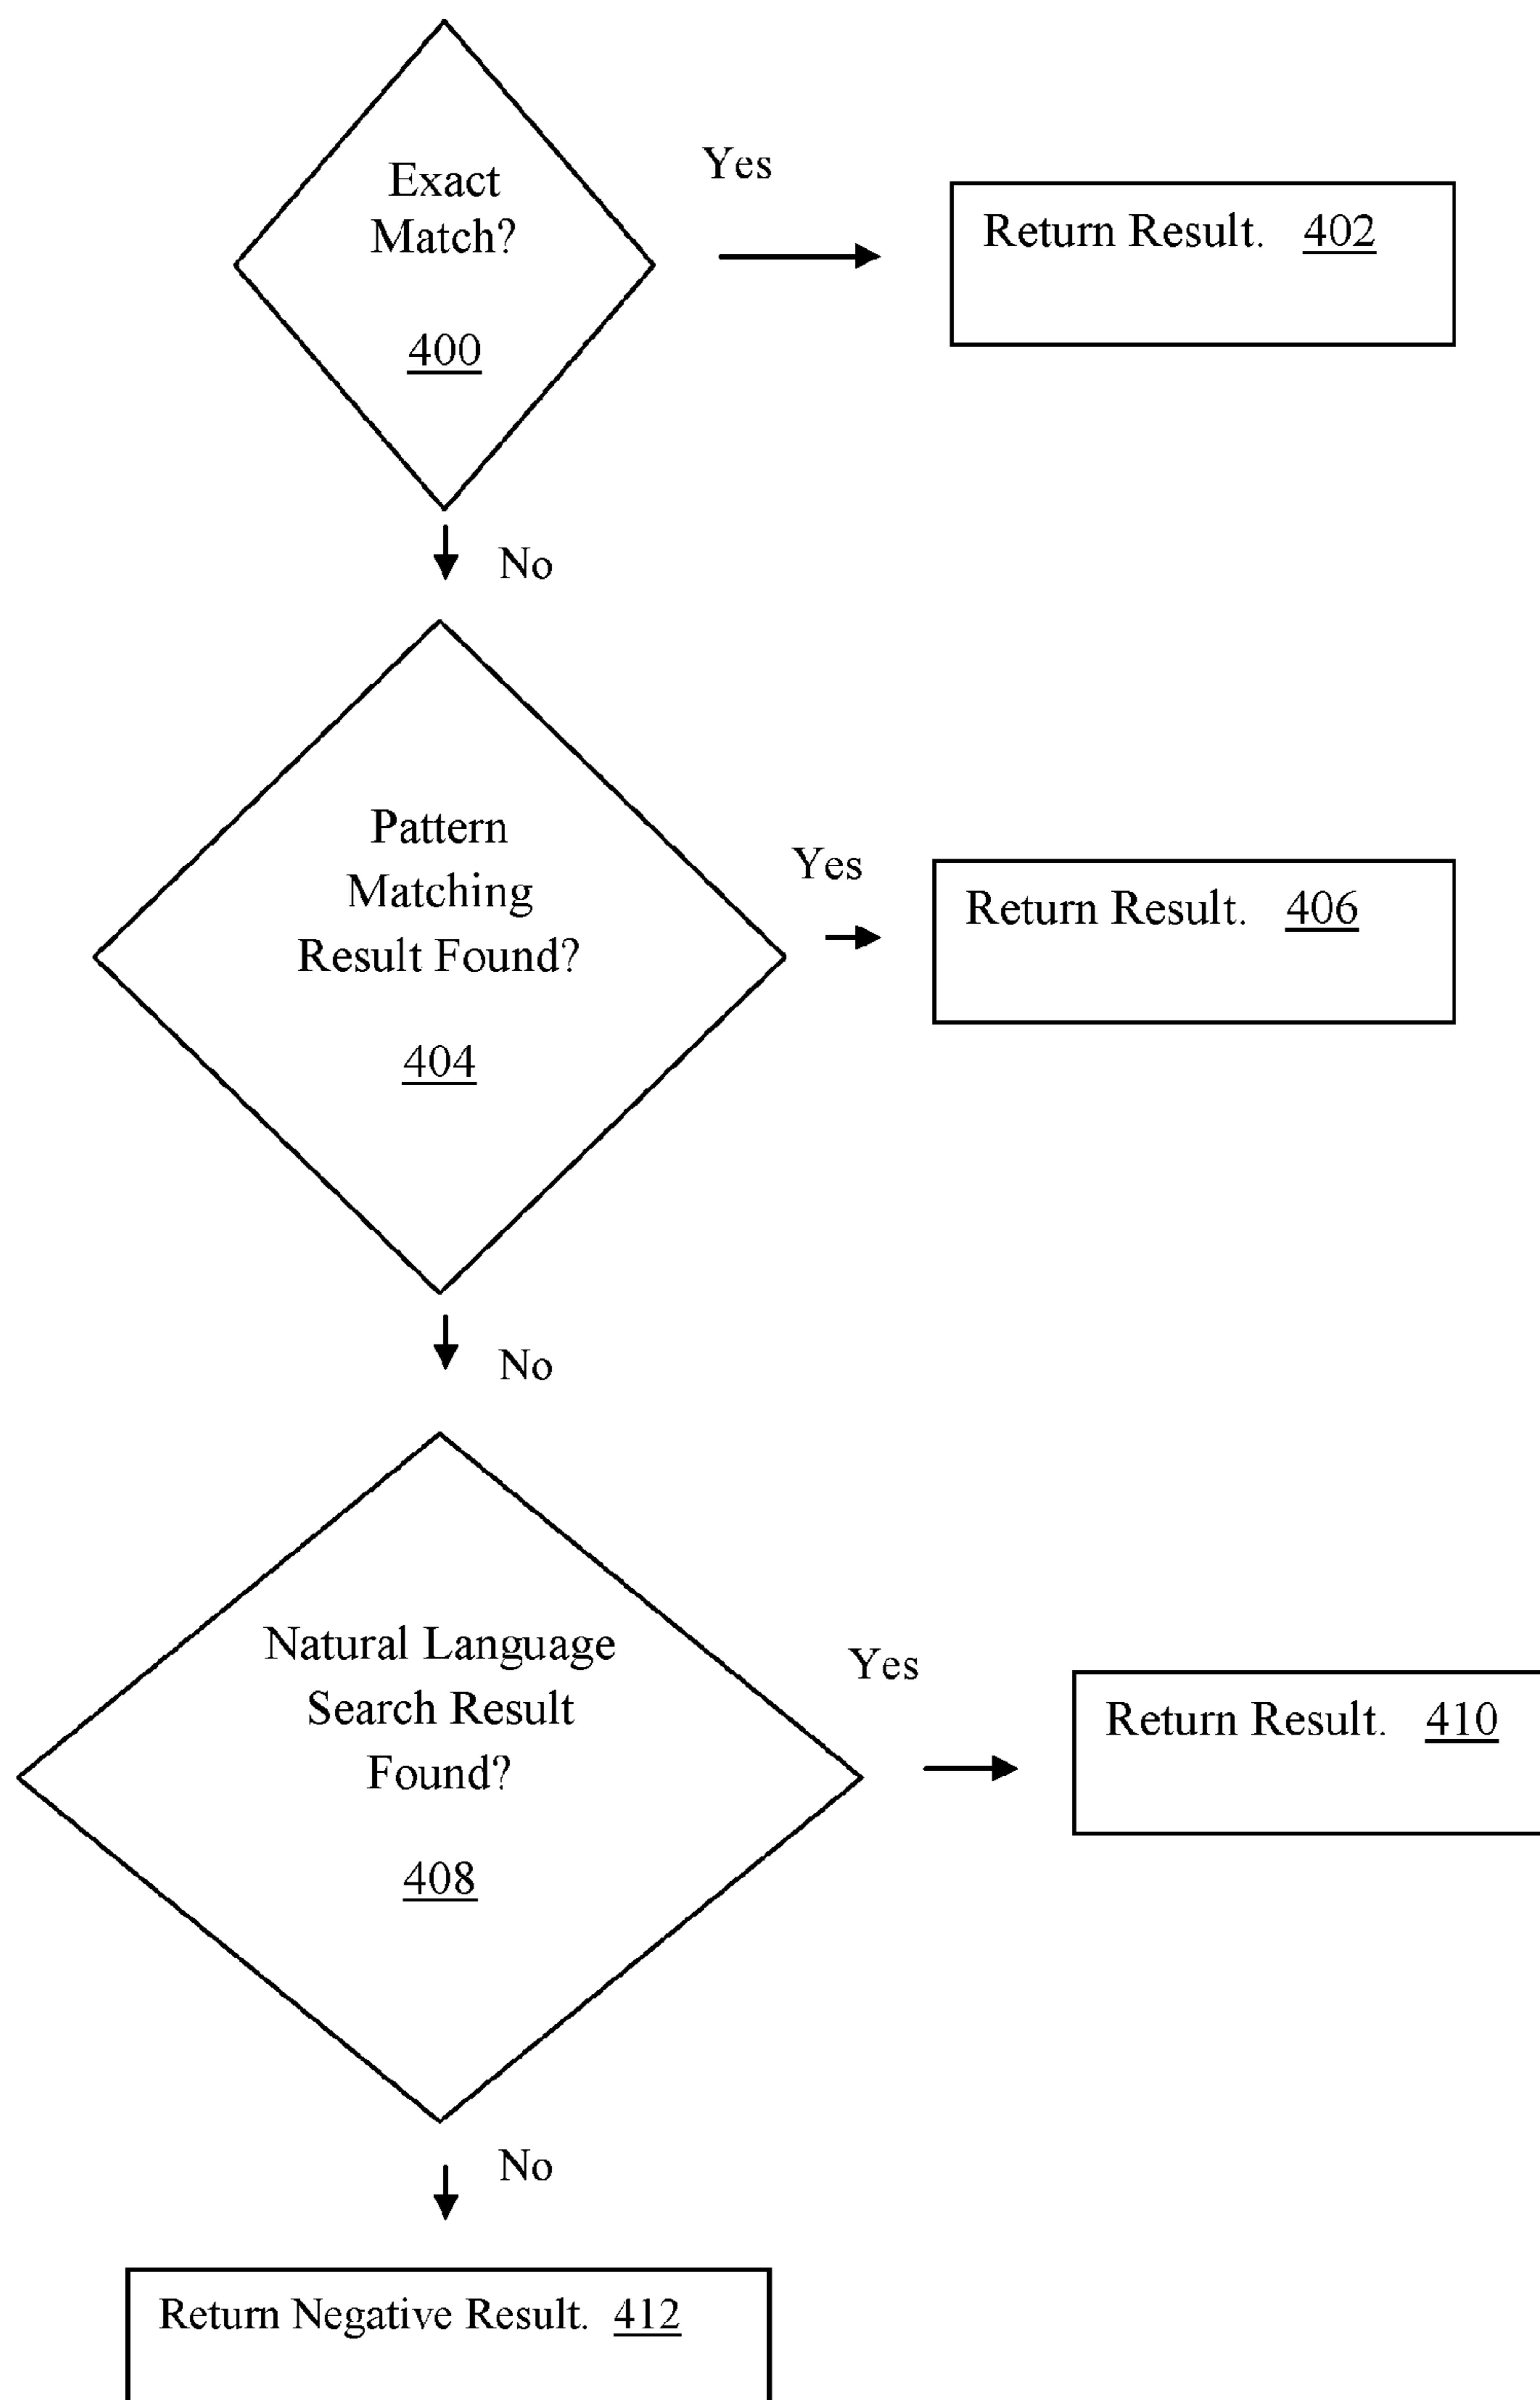 Exact
Match?
400
Yes
Return Result. 402
No
Pattern
Matching
Result Found?
404
Yes
Return Result. 406
No
Natural Language
Search Result
Found?
408
Yes
Return Result. 410
No
Return Negative Result. 412